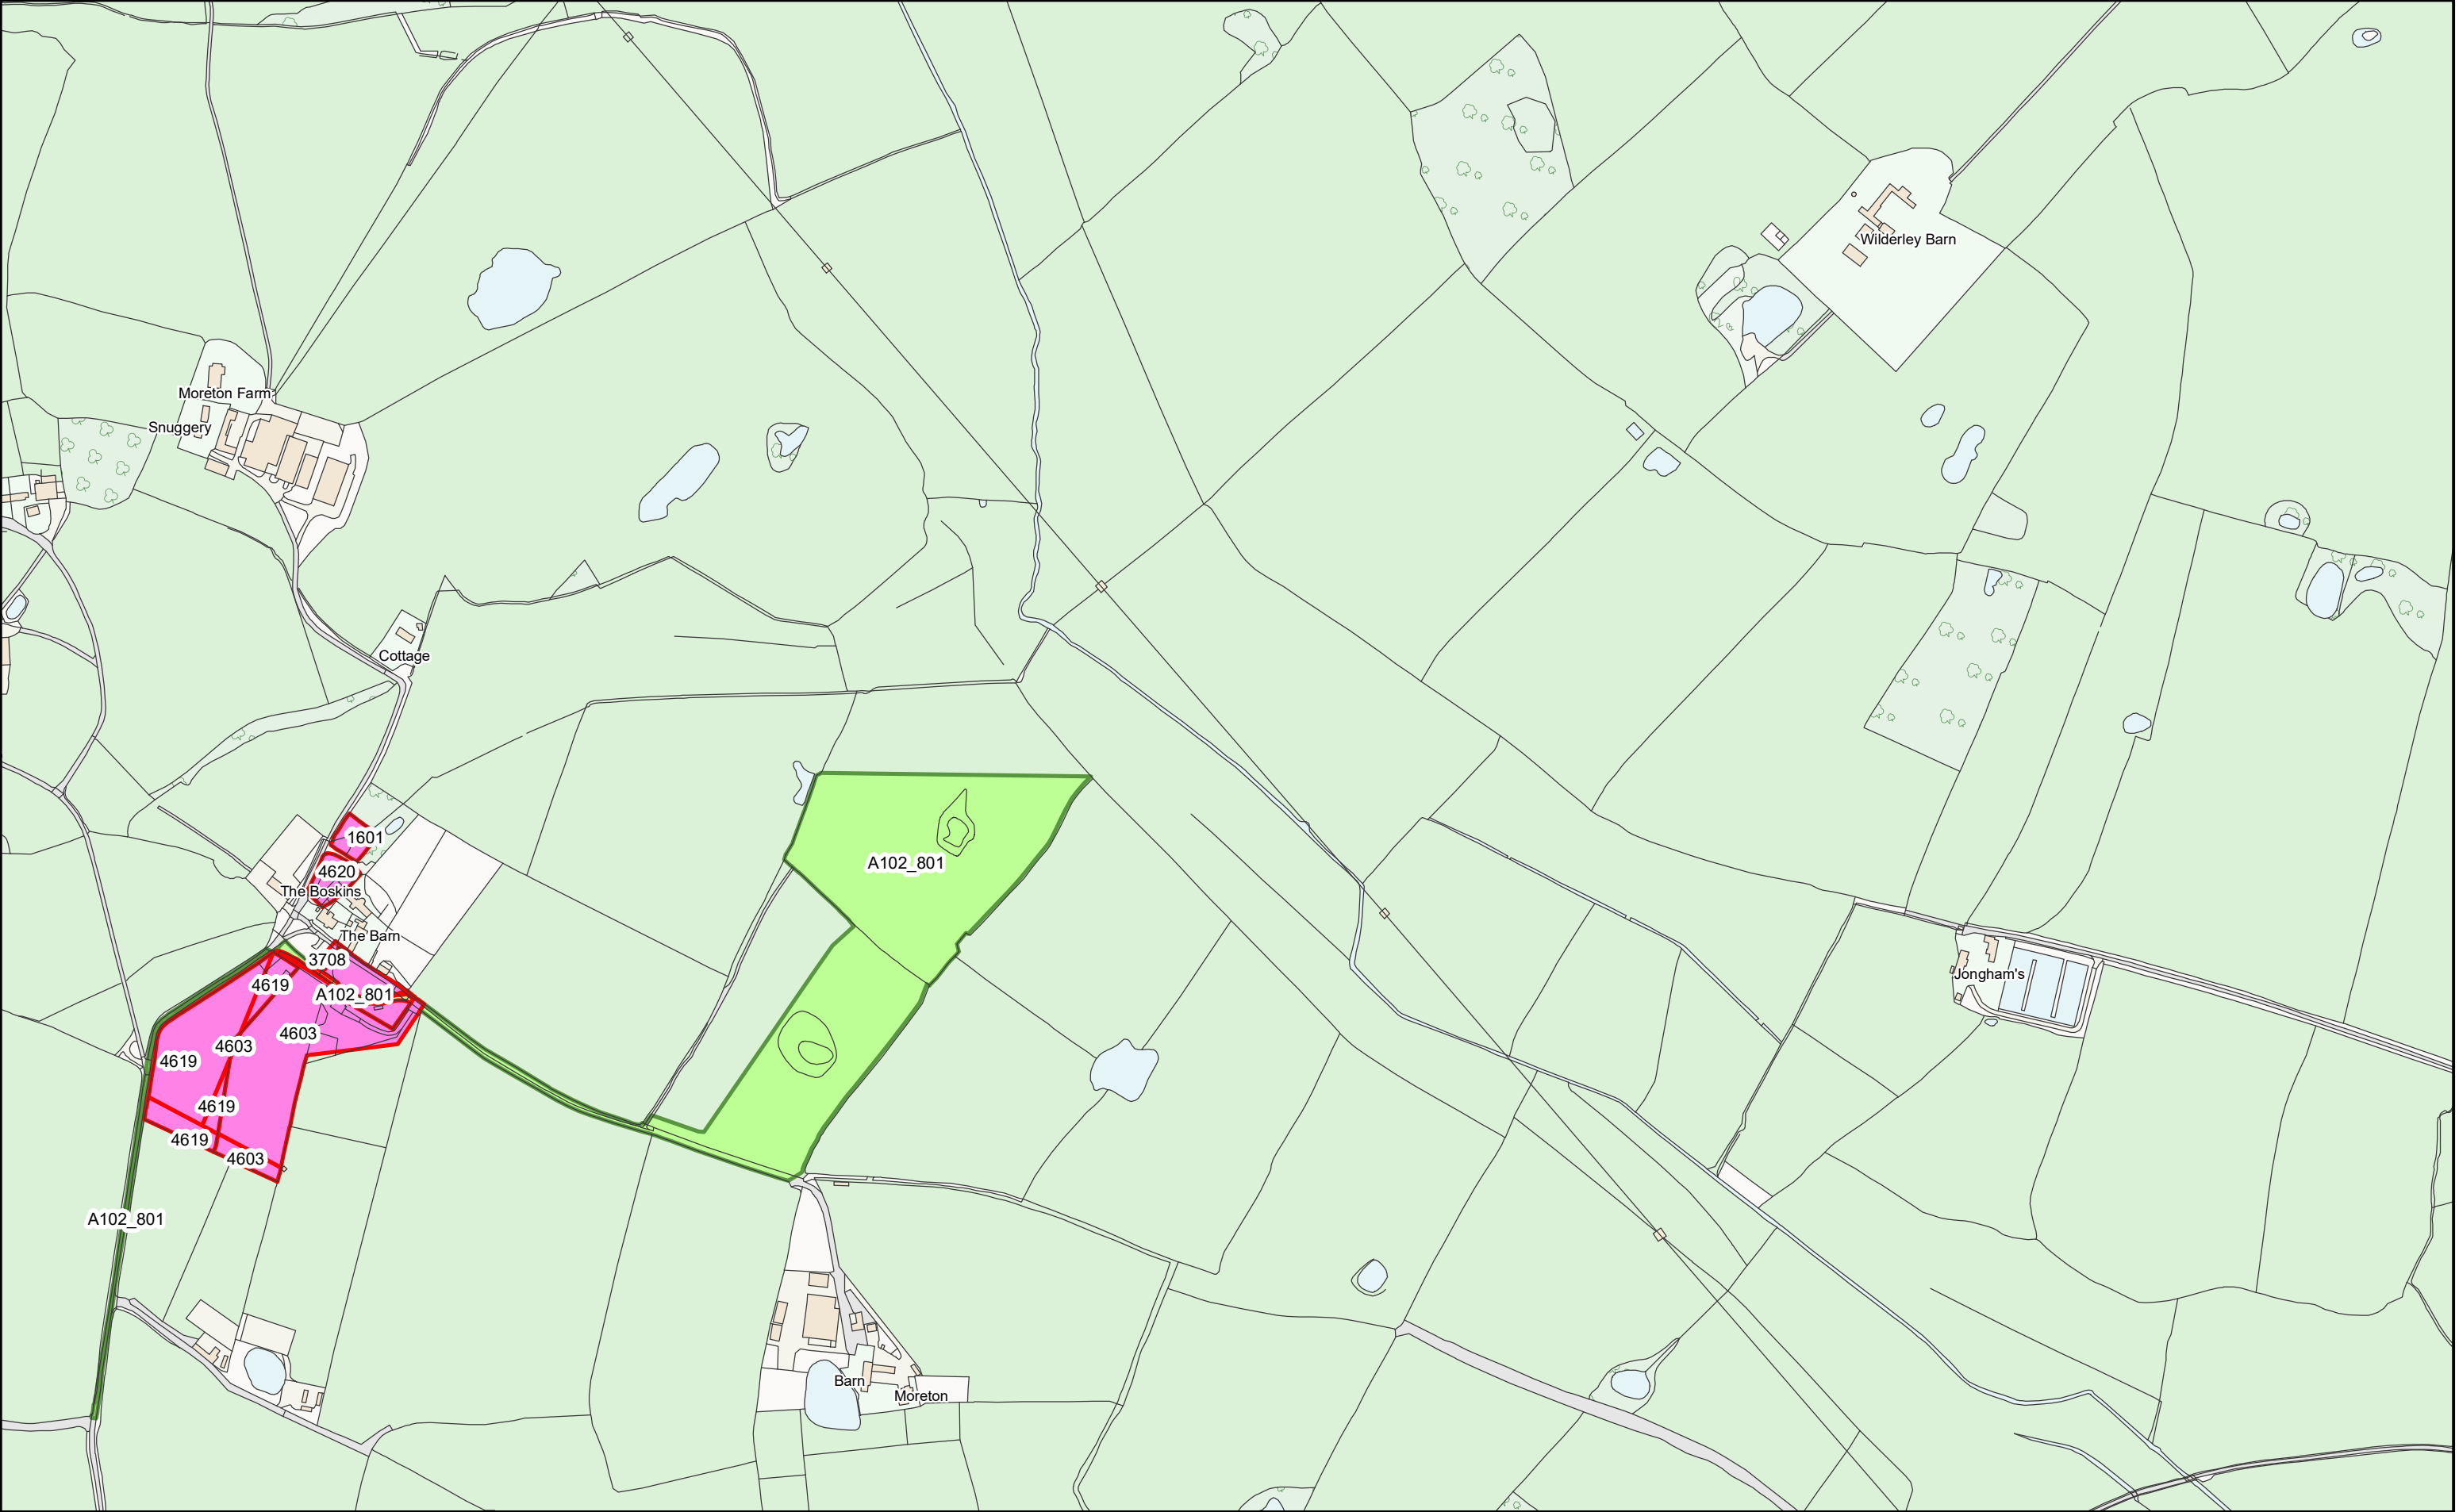 Wilderley Barn
Moreton Farm
Snuggery
Cottage
1601
A102_801
4620
The Boskins
The Barn
3708
Jongham's
4619
A102_801
4603
4603
4619
4619
4619
4603
A102_801
Barn
Moreton